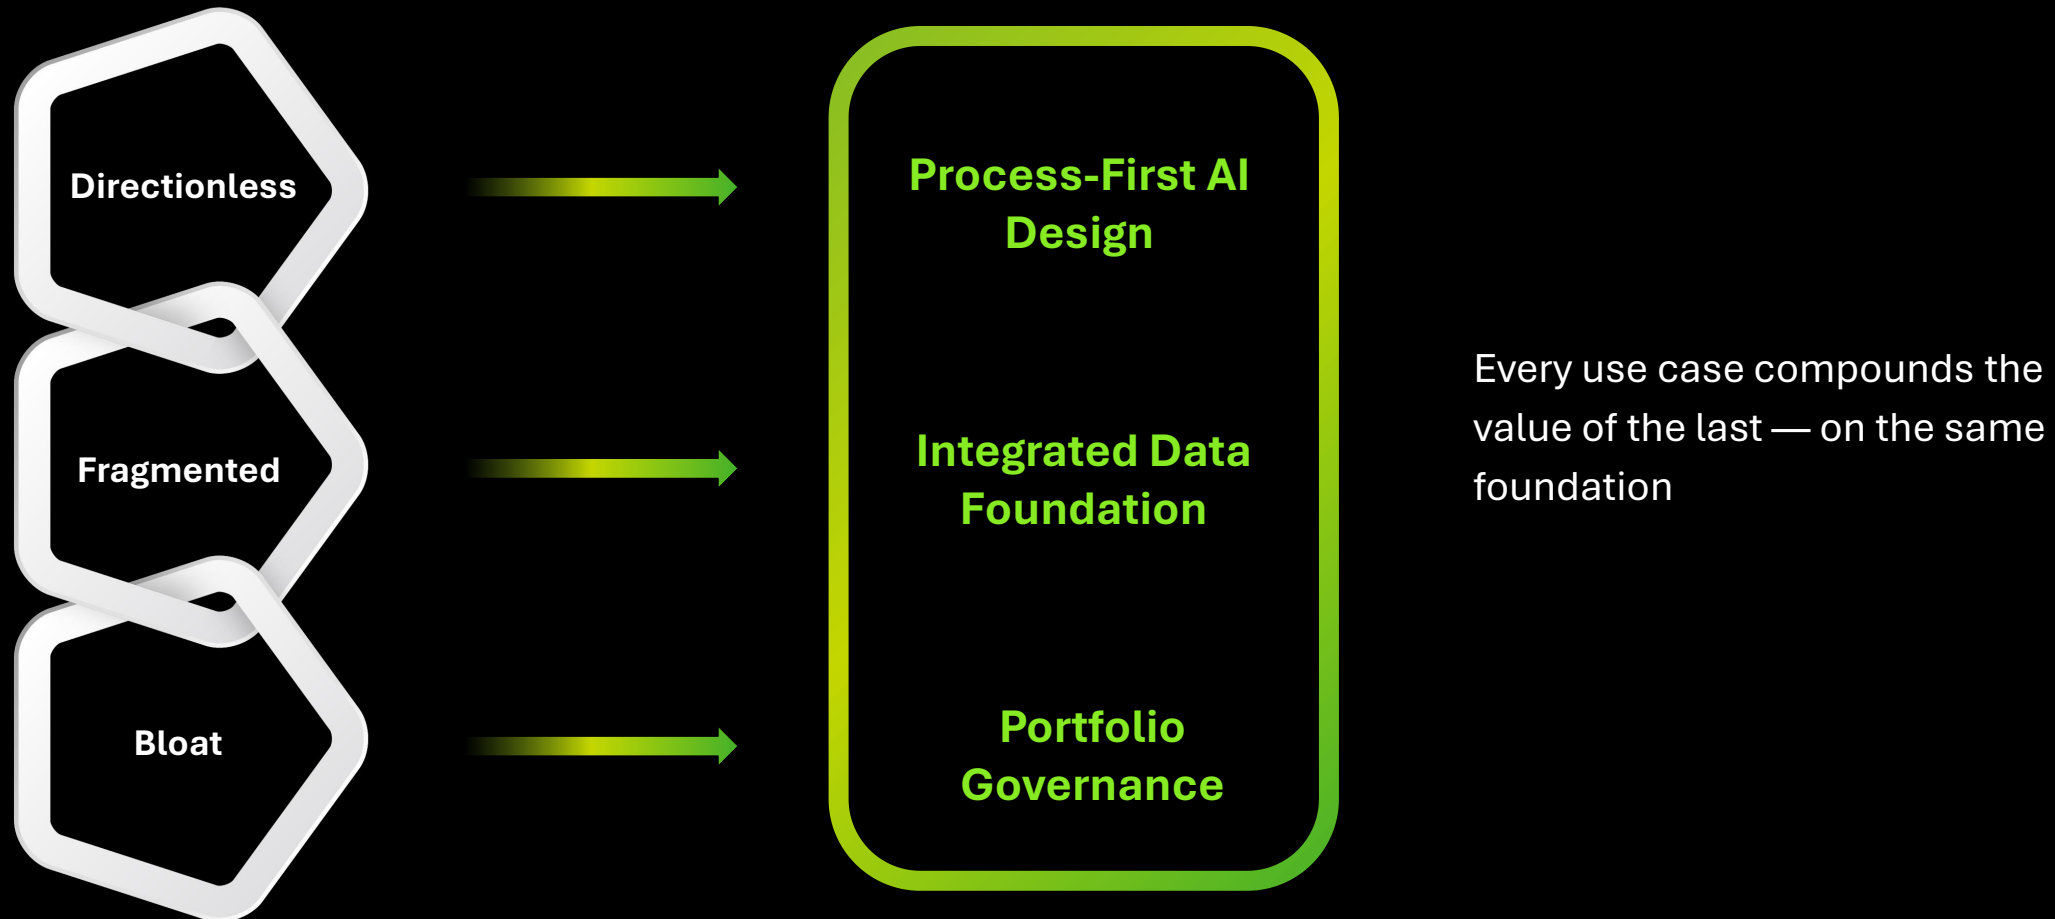 Directionless
Process-First AI
Design
Fragmented
Integrated Data
Foundation
Bloat
Portfolio
Governance
Every use case compounds the
value of the last — on the same
foundation